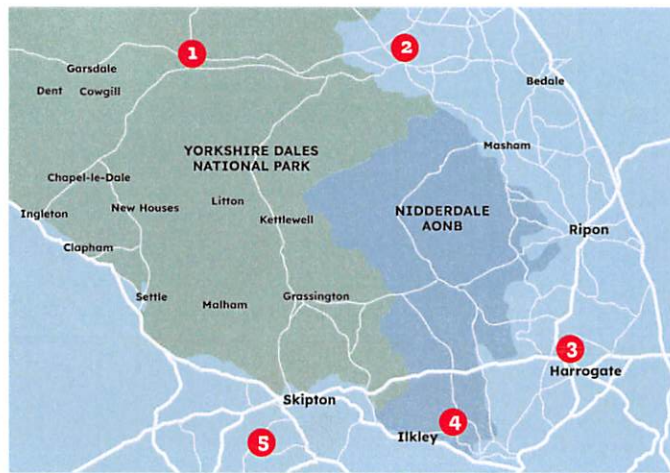 1
2
Garsdale
Dent
Cowgill
Bedale
YORKSHIRE DALES
NATIONAL PARK
Masham
Chapel-le-Dale
New Houses
Litton
Kettlewell
NIDDERDALE
AONB
Ingleton
Ripon
Clapham
Settle
Malham
Grassington
3
Harrogate
Skipton
4
Ilkley
5